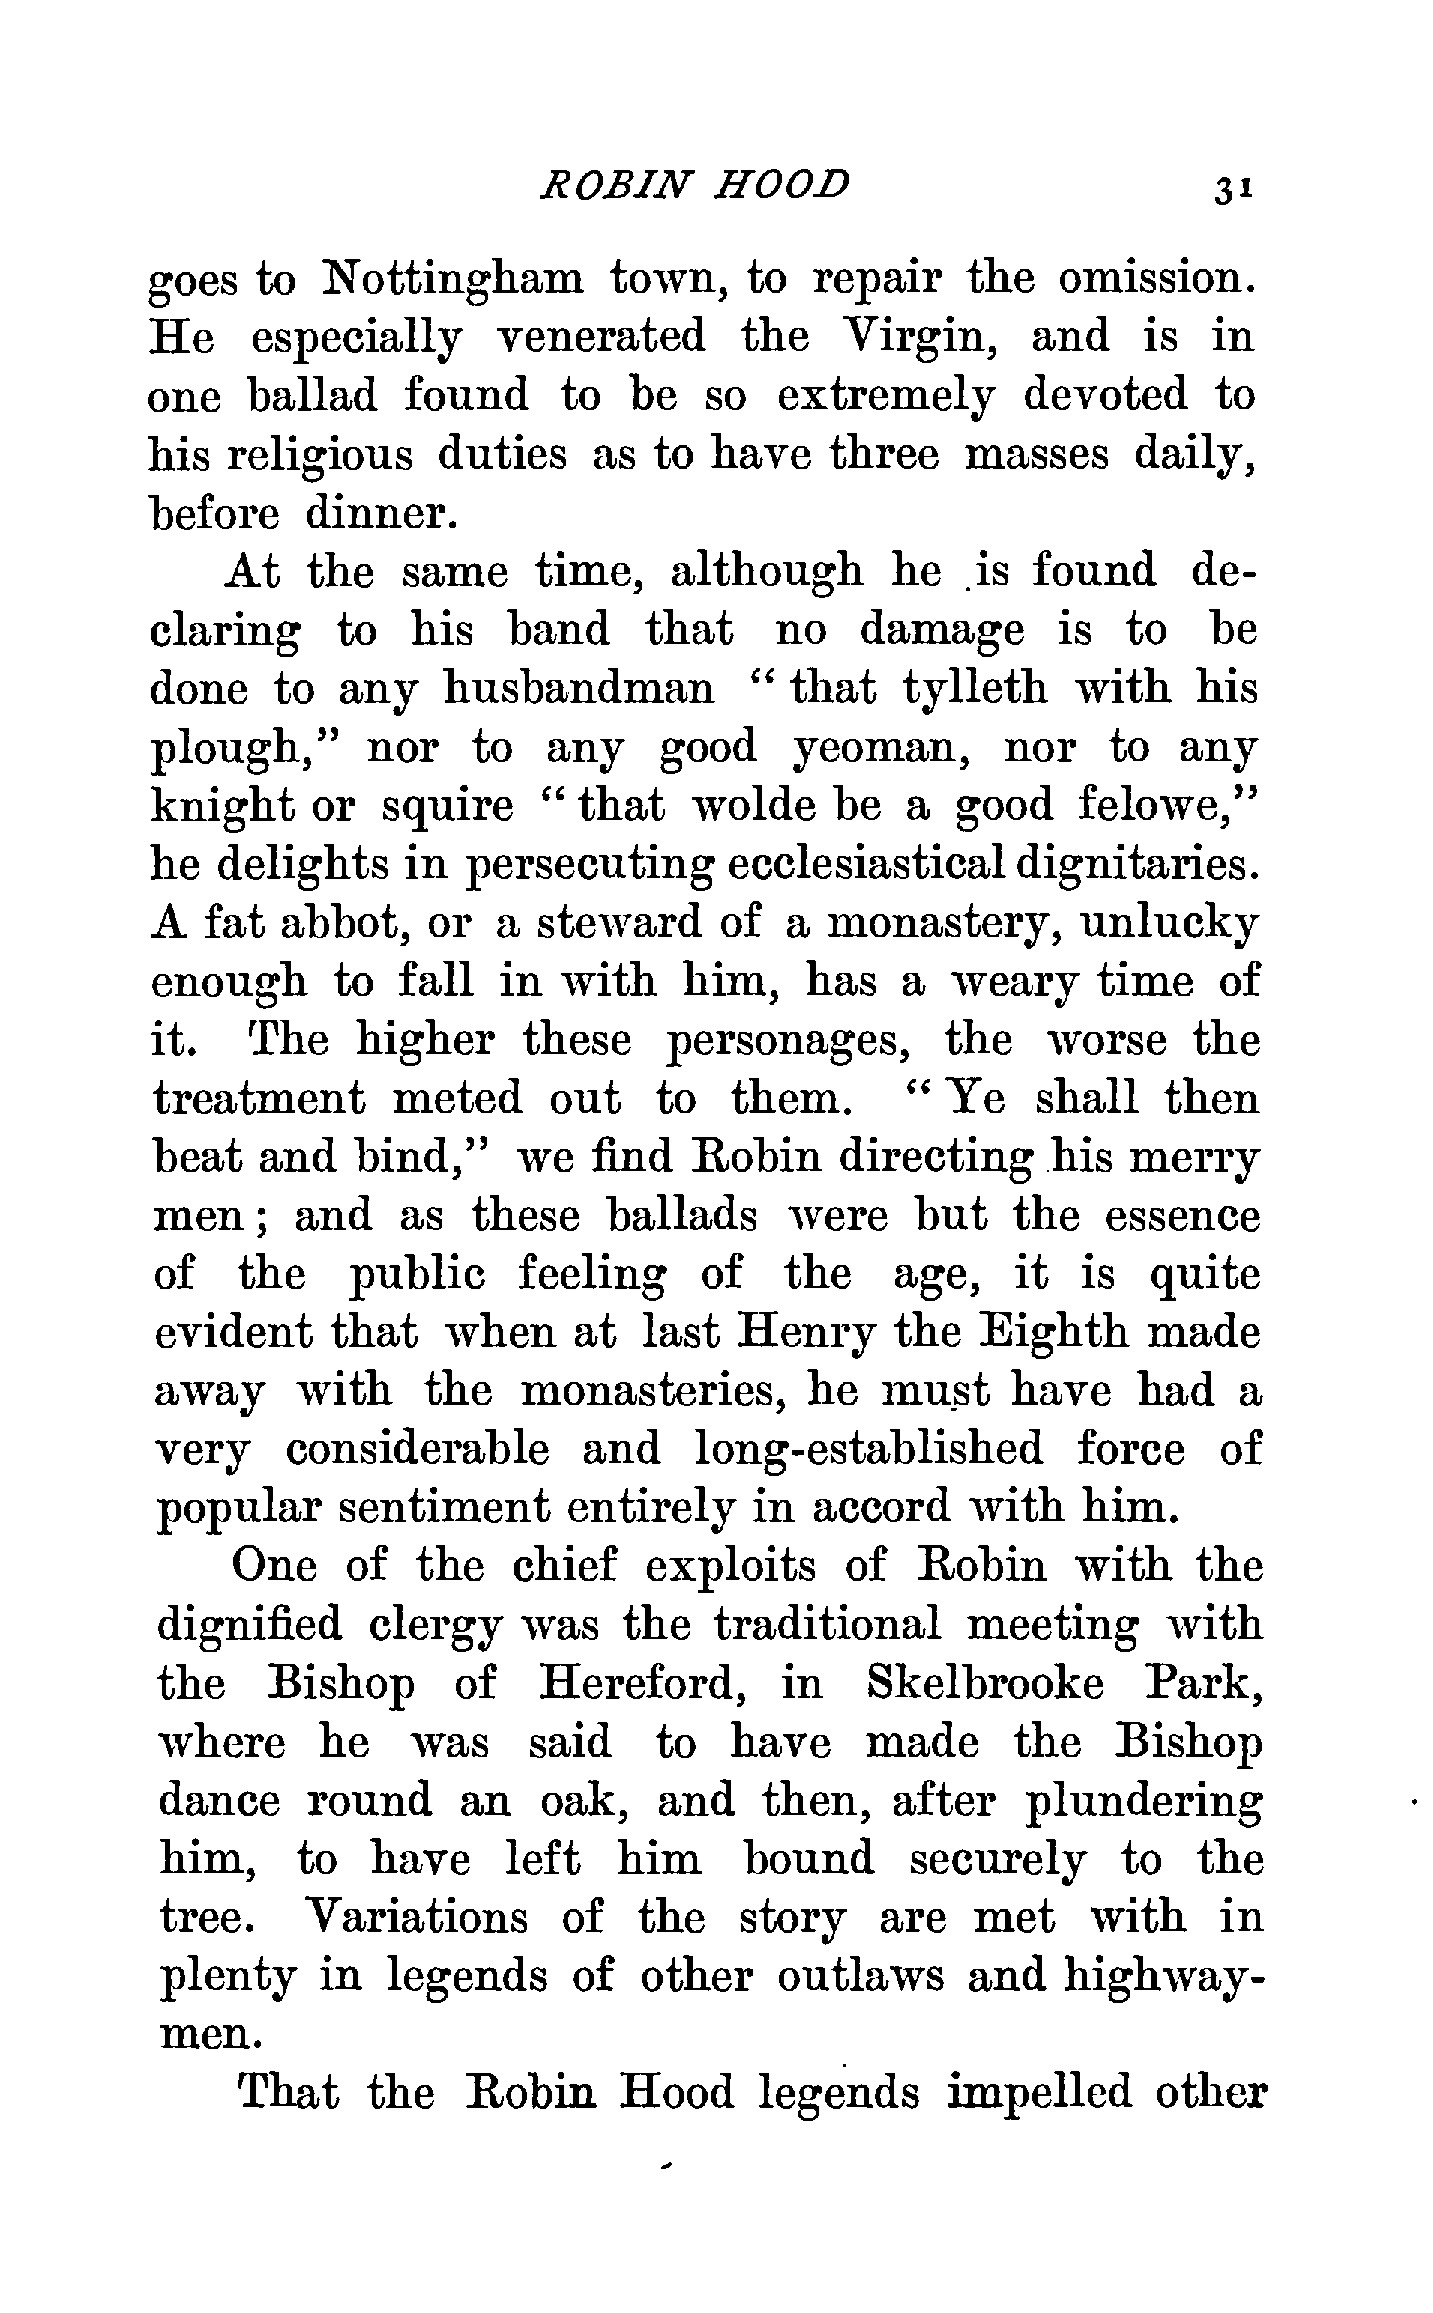 ROBIN HOOD 31
goes to Nottingham town, to repair the omission.
He especially venerated the Virgin, and is in
one ballad found to be so extremely devoted to
his religious duties as to have three masses daily,
before dinner.
At the same time, although he is found de-
claring to his band that no damage is to be
done to any husbandman “ that tylleth with his
plough,” nor to any good yeoman, nor to any
knight or squire “ that wolde be a good felowe,”
he delights in persecuting ecclesiastical dignitaries.
A fat abbot, or a steward of a monastery, unlucky
enough to fall in with him, has a weary time of
it. The higher these personages, the worse the
treatment meted out to them. “ Ye shall then
beat and bind,” we find Robin directing his merry
men ; and as these ballads were but the essence
of the public feeling of the age, it is quite
evident that when at last Henry the Eighth made
away with the monasteries, he must have had a
very considerable and long-established force of
popular sentiment entirely in accord with him.
One of the chief exploits of Robin with the
dignified clergy was the traditional meeting with
the Bishop of Hereford, in Skelbrooke Park,
where he was said to have made the Bishop
dance round an oak, and then, after plundering
him, to have left him bound securely to the
tree. Variations of the story are met with in
plenty in legends of other outlaws and highway-
men.
That the Robin Hood legends impelled other